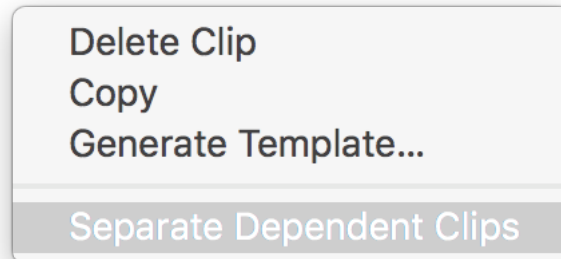 Delete Clip
Copy
Generate Template...
Separate Dependent Clips